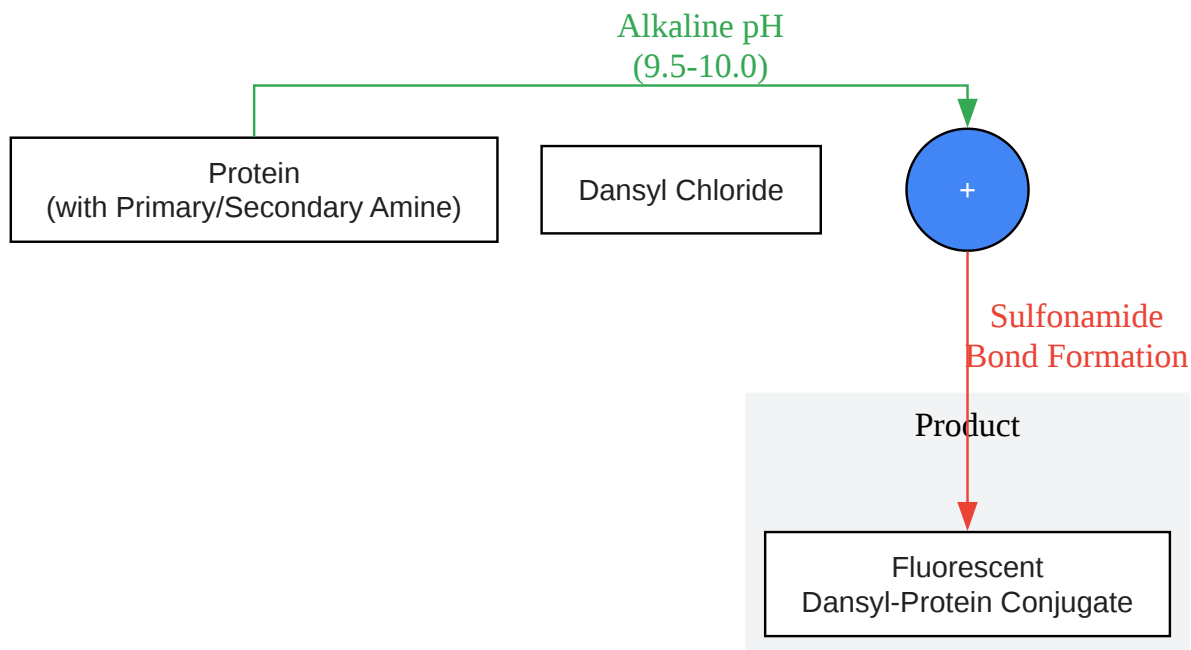 Alkaline pH
(9.5-10.0)
Protein
(with Primary/Secondary Amine)
Dansyl Chloride
+
Sulfonamide
Bond Formation
Product
Fluorescent
Dansyl-Protein Conjugate